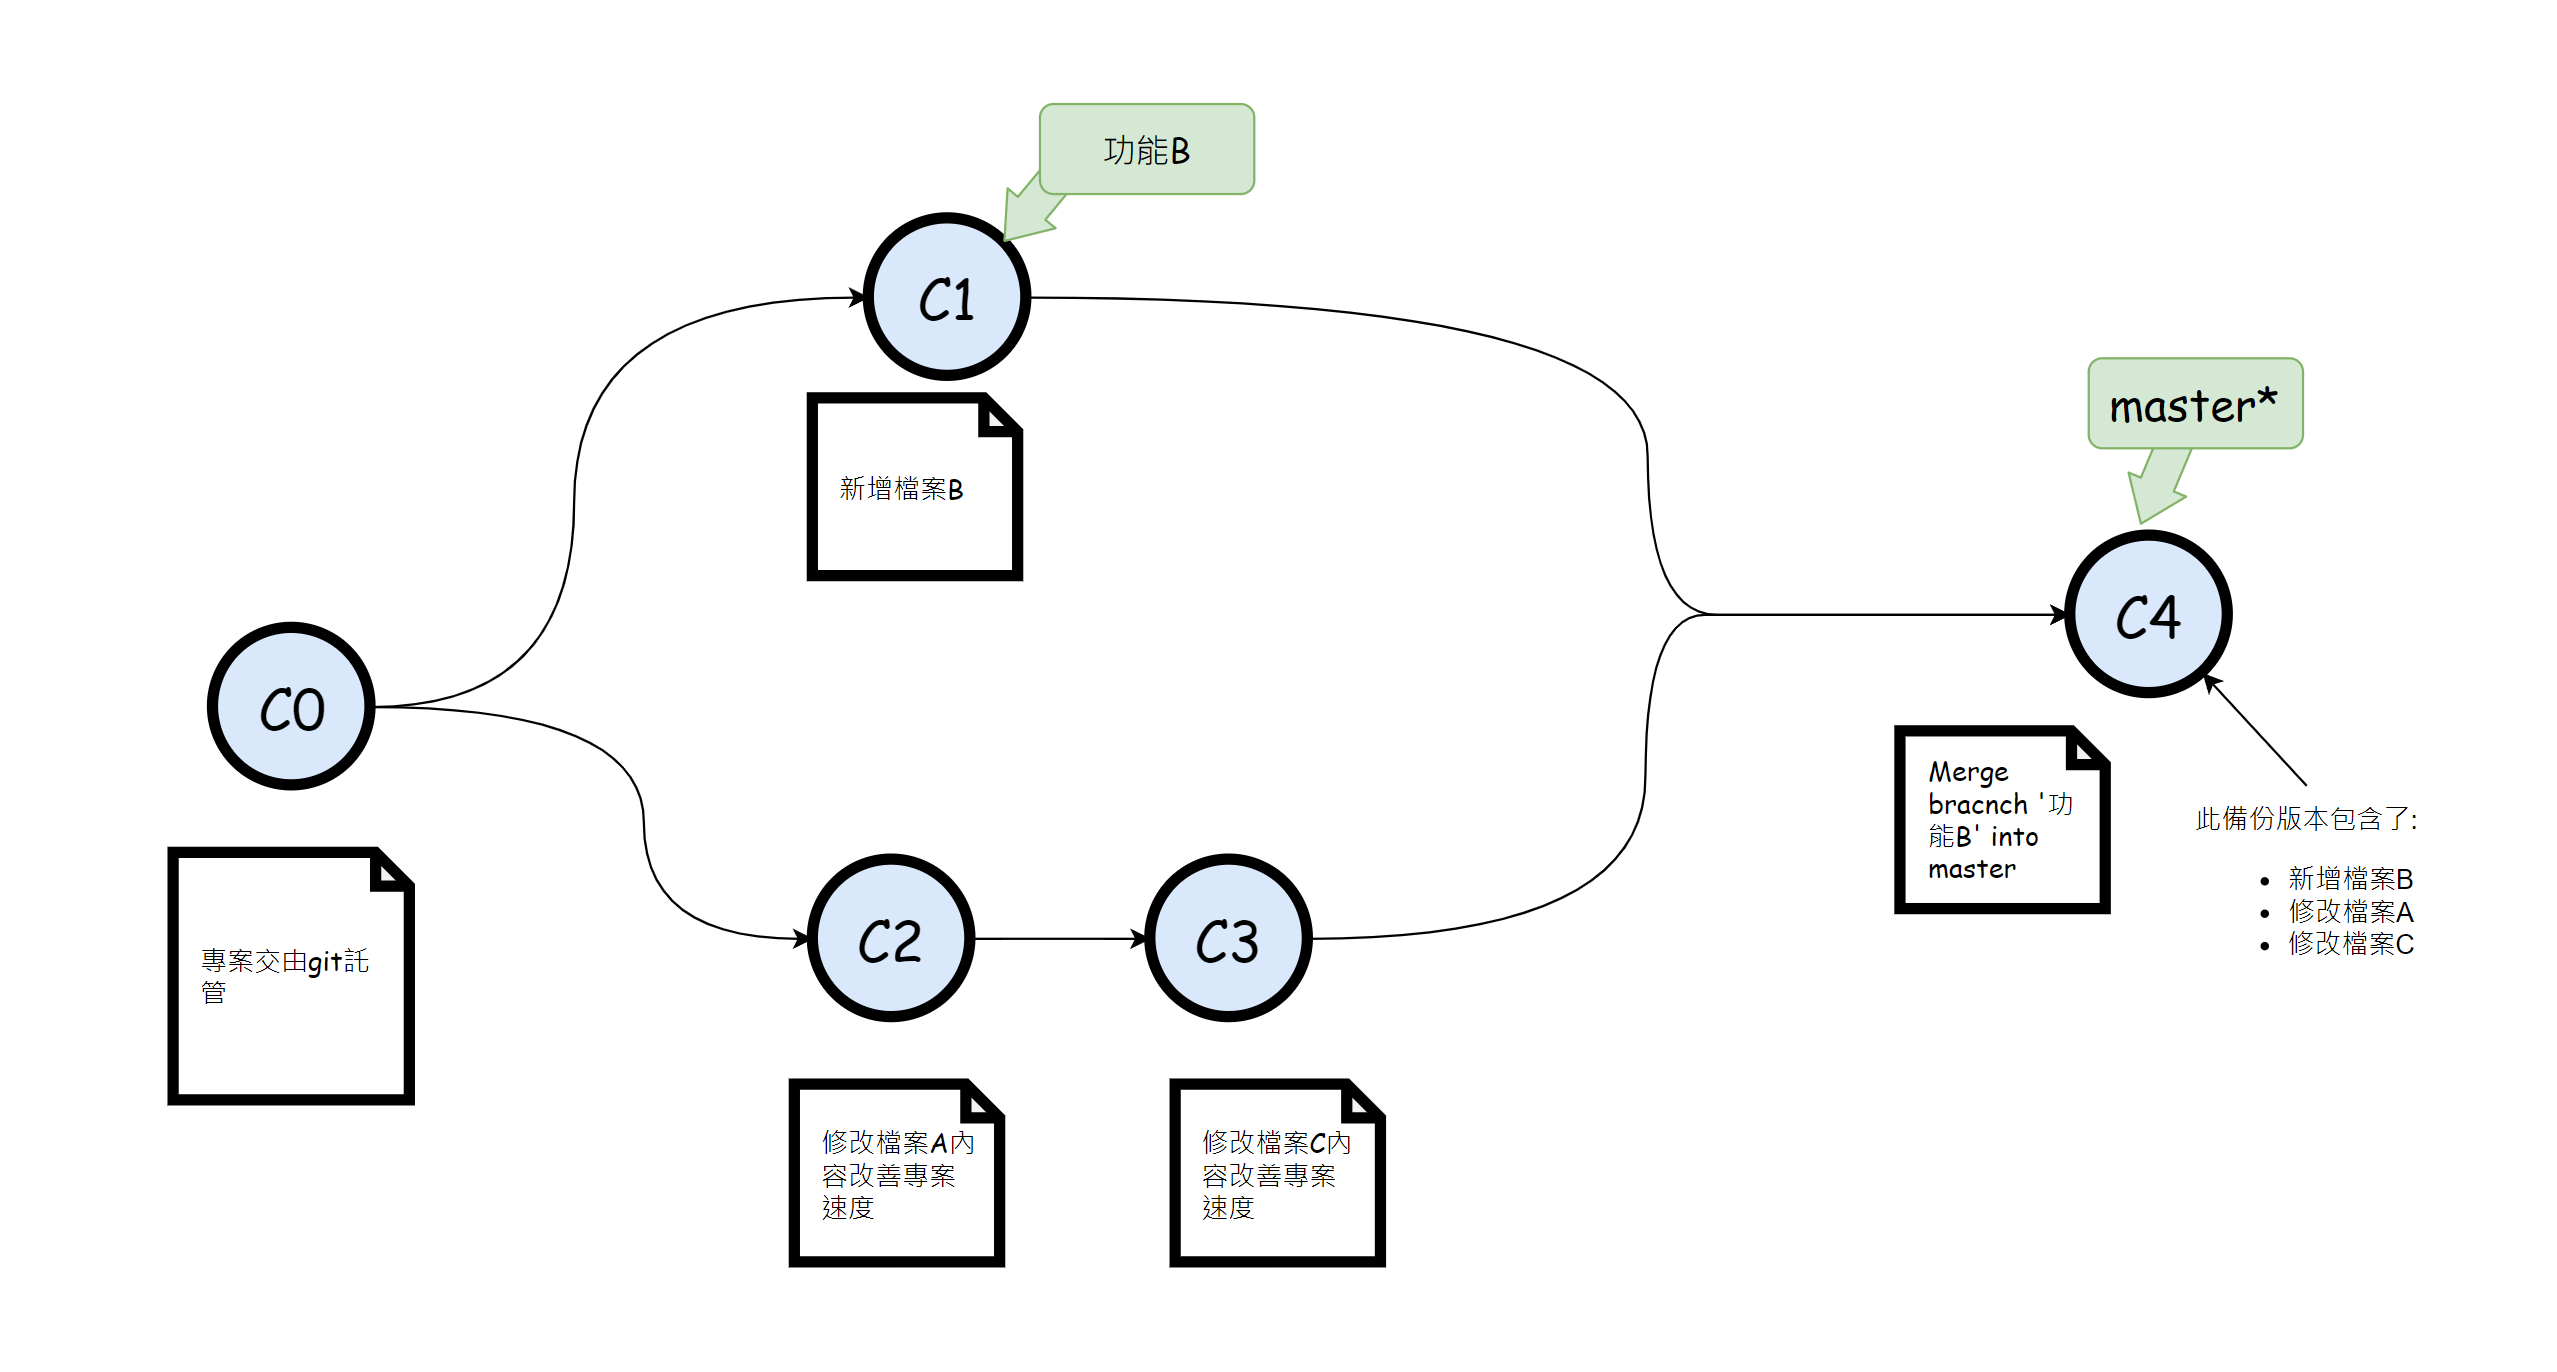 功能B
C1
新增檔案B
master*
C4
C0
專案交由git託
管
C2
C3
修改檔案A內
容改善專案
速度
修改檔案C內
容改善專案
速度
Merge
bracnch '功
能B' into
master
此備份版本包含了:
新增檔案B
修改檔案A
修改檔案C